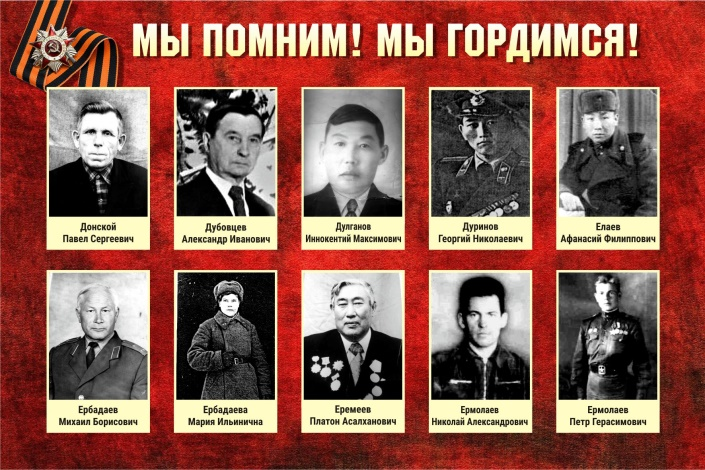 МЫ ПОМНИМ! МЫ ГОРДИМСЯ!
Донской
Павел Сергеевич
Дубовцев
Александр Иванович
Дулганов
Иннокентий Максимович
Дуринов
Георгий Николаевич
Елаев
Афанасий Филиппович
Ербадаев
Михаил Борисович
Ербадаева
Мария Ильинична
Еремеев
Платон Асалханович
Ермолаев
Николай Александрович
Ермолаев
Петр Герасимович